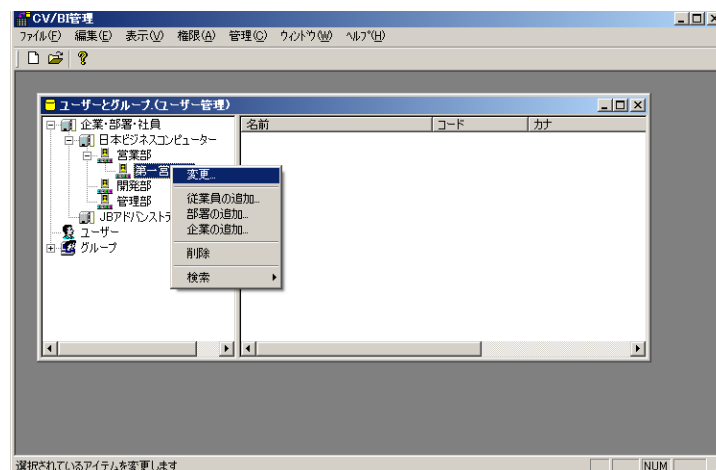 CV/BI管理
ファイル(F) 編集(E) 表示(V) 権限(A) 管理(C) ウィンドウ(W) ヘルプ(H)
ユーザーとグループ.(ユーザー管理)
企業・部署・社員
名前 コード カナ
日本ビジネスコンピューター
営業部
第一営
変更...
開発部
従業員の追加...
管理部
部署の追加...
JBアドバンスト
企業の追加...
ユーザー
グループ
削除
検索
選択されているアイテムを変更します
NUM